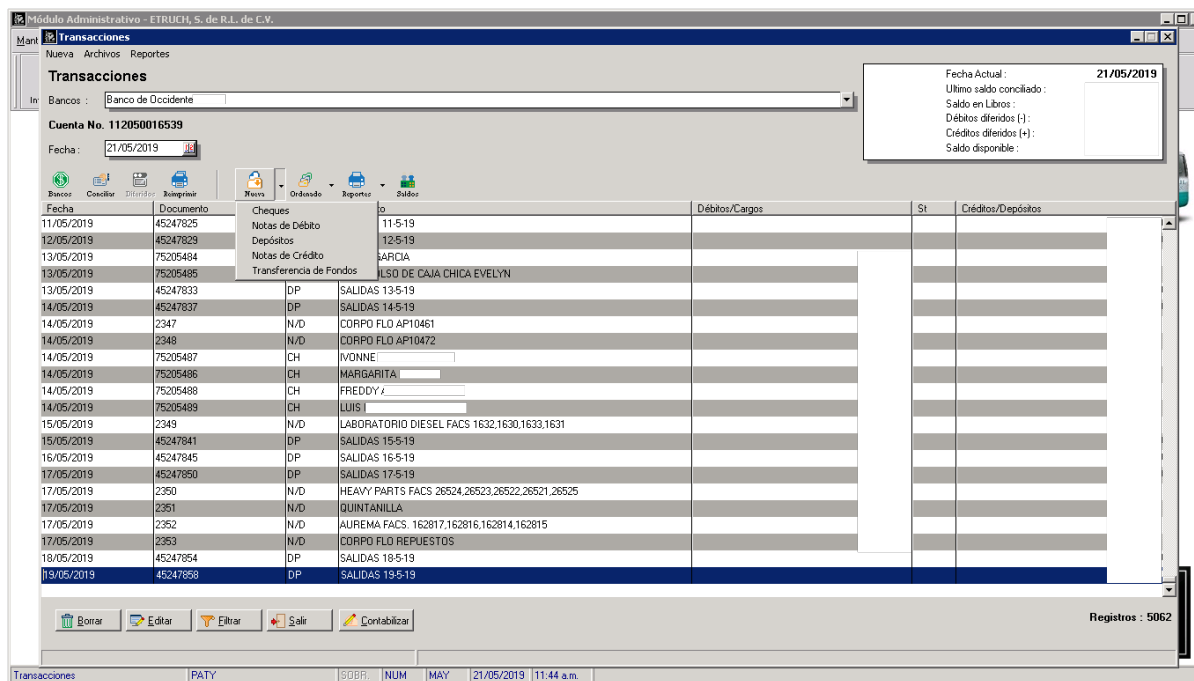 Módulo Administrativo - ETRUCH, S. de R.L. de C.V.
Mant
Transacciones
Nueva Archivos Reportes
Transacciones
Bancos : Banco de Occidente
Cuenta No. 112050016539
Fecha : 21/05/2019
Fecha Actual : 21/05/2019
Ultimo saldo conciliado :
Saldo en Libros :
Débitos diferidos (-) :
Créditos diferidos (+) :
Saldo disponible :
Bancos Conciliar Diferidos Reimprimir Nueva Ordenado Reportes Saldos
Fecha Documento Débitos/Cargos St Créditos/Depósitos
Cheques
Notas de Débito
Depósitos
Notas de Crédito
Transferencia de Fondos
11/05/2019 45247825 11-5-19
12/05/2019 45247829 12-5-19
13/05/2019 75205484 GARCIA
13/05/2019 75205485 OLSO DE CAJA CHICA EVELYN
13/05/2019 45247833 DP SALIDAS 13-5-19
14/05/2019 45247837 DP SALIDAS 14-5-19
14/05/2019 2347 N/D CORPO FLO AP10461
14/05/2019 2348 N/D CORPO FLO AP10472
14/05/2019 75205487 CH IVONNE
14/05/2019 75205486 CH MARGARITA
14/05/2019 75205488 CH FREDDY
14/05/2019 75205489 CH LUIS
15/05/2019 2349 N/D LABORATORIO DIESEL FACS 1632,1630,1633,1631
15/05/2019 45247841 DP SALIDAS 15-5-19
16/05/2019 45247845 DP SALIDAS 16-5-19
17/05/2019 45247850 DP SALIDAS 17-5-19
17/05/2019 2350 N/D HEAVY PARTS FACS 26524,26523,26522,26521,26525
17/05/2019 2351 N/D QUINTANILLA
17/05/2019 2352 N/D AUREMA FACS. 162817,162816,162814,162815
17/05/2019 2353 N/D CORPO FLO REPUESTOS
18/05/2019 45247854 DP SALIDAS 18-5-19
19/05/2019 45247858 DP SALIDAS 19-5-19
Borrar Editar Filtrar Salir Contabilizar
Registros : 5062
Transacciones PATY SOBR. NUM MAY 21/05/2019 11:44 a.m.